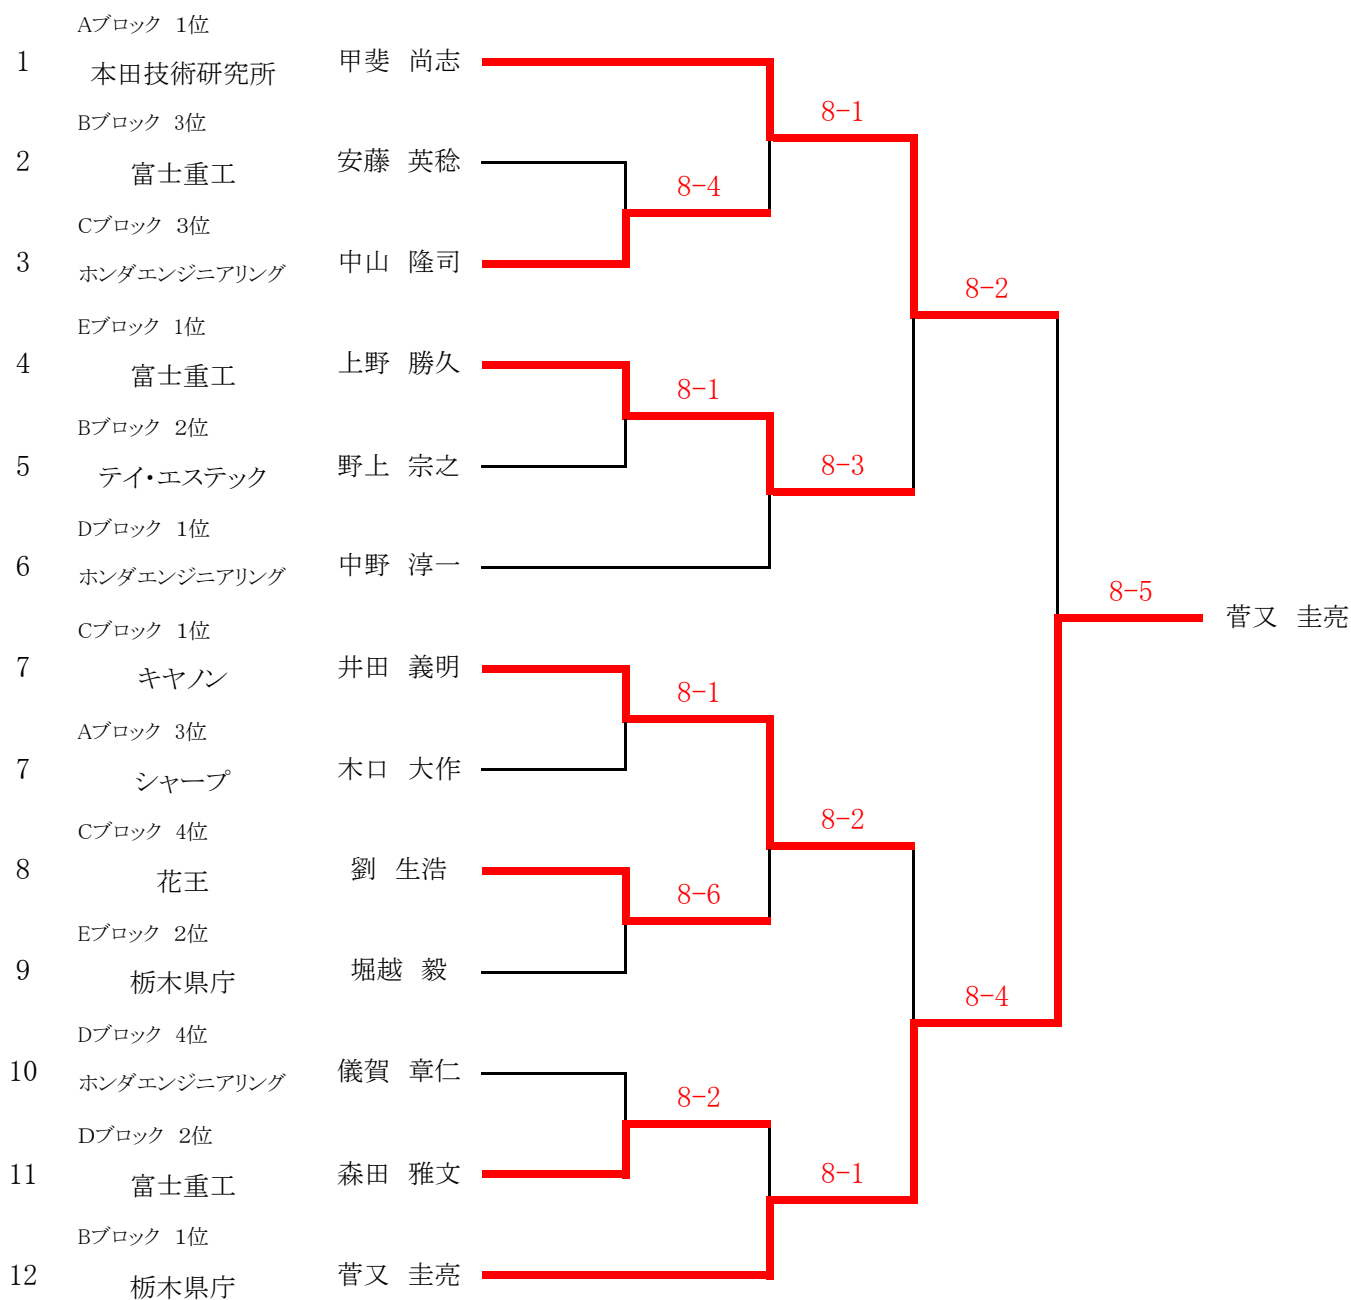 Aブロック 1位
1 本田技術研究所 甲斐 尚志
8-1
Bブロック 3位
2 富士重工 安藤 英稔
8-4
Cブロック 3位
3 ホンダエンジニアリング 中山 隆司
8-2
Eブロック 1位
4 富士重工 上野 勝久
8-1
Bブロック 2位
5 テイ・エステック 野上 宗之
8-3
Dブロック 1位
6 ホンダエンジニアリング 中野 淳一
8-5
菅又 圭亮
Cブロック 1位
7 キヤノン 井田 義明
8-1
Aブロック 3位
7 シャープ 木口 大作
8-2
Cブロック 4位
8 花王 劉 生浩
8-6
Eブロック 2位
9 栃木県庁 堀越 毅
8-4
Dブロック 4位
10 ホンダエンジニアリング 儀賀 章仁
8-2
Dブロック 2位
11 富士重工 森田 雅文
8-1
Bブロック 1位
12 栃木県庁 菅又 圭亮